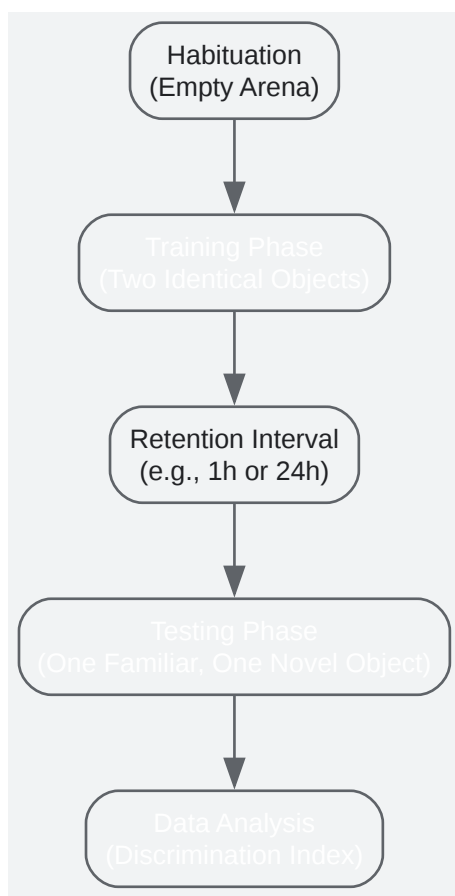 Habituation
(Empty Arena)
Training Phase
(Two Identical Objects)
Retention Interval
(e.g., 1h or 24h)
Testing Phase
(One Familiar, One Novel Object)
Data Analysis
(Discrimination Index)